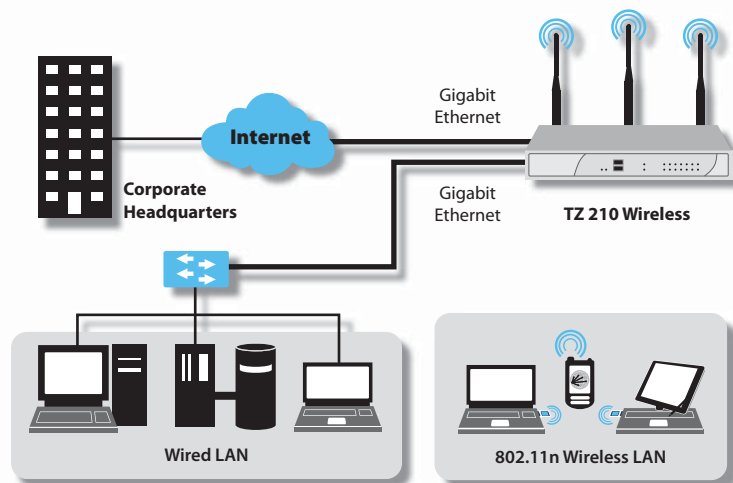 Gigabit
Ethernet
Internet
Corporate
Headquarters
Gigabit
Ethernet
TZ 210 Wireless
Wired LAN
802.11n Wireless LAN